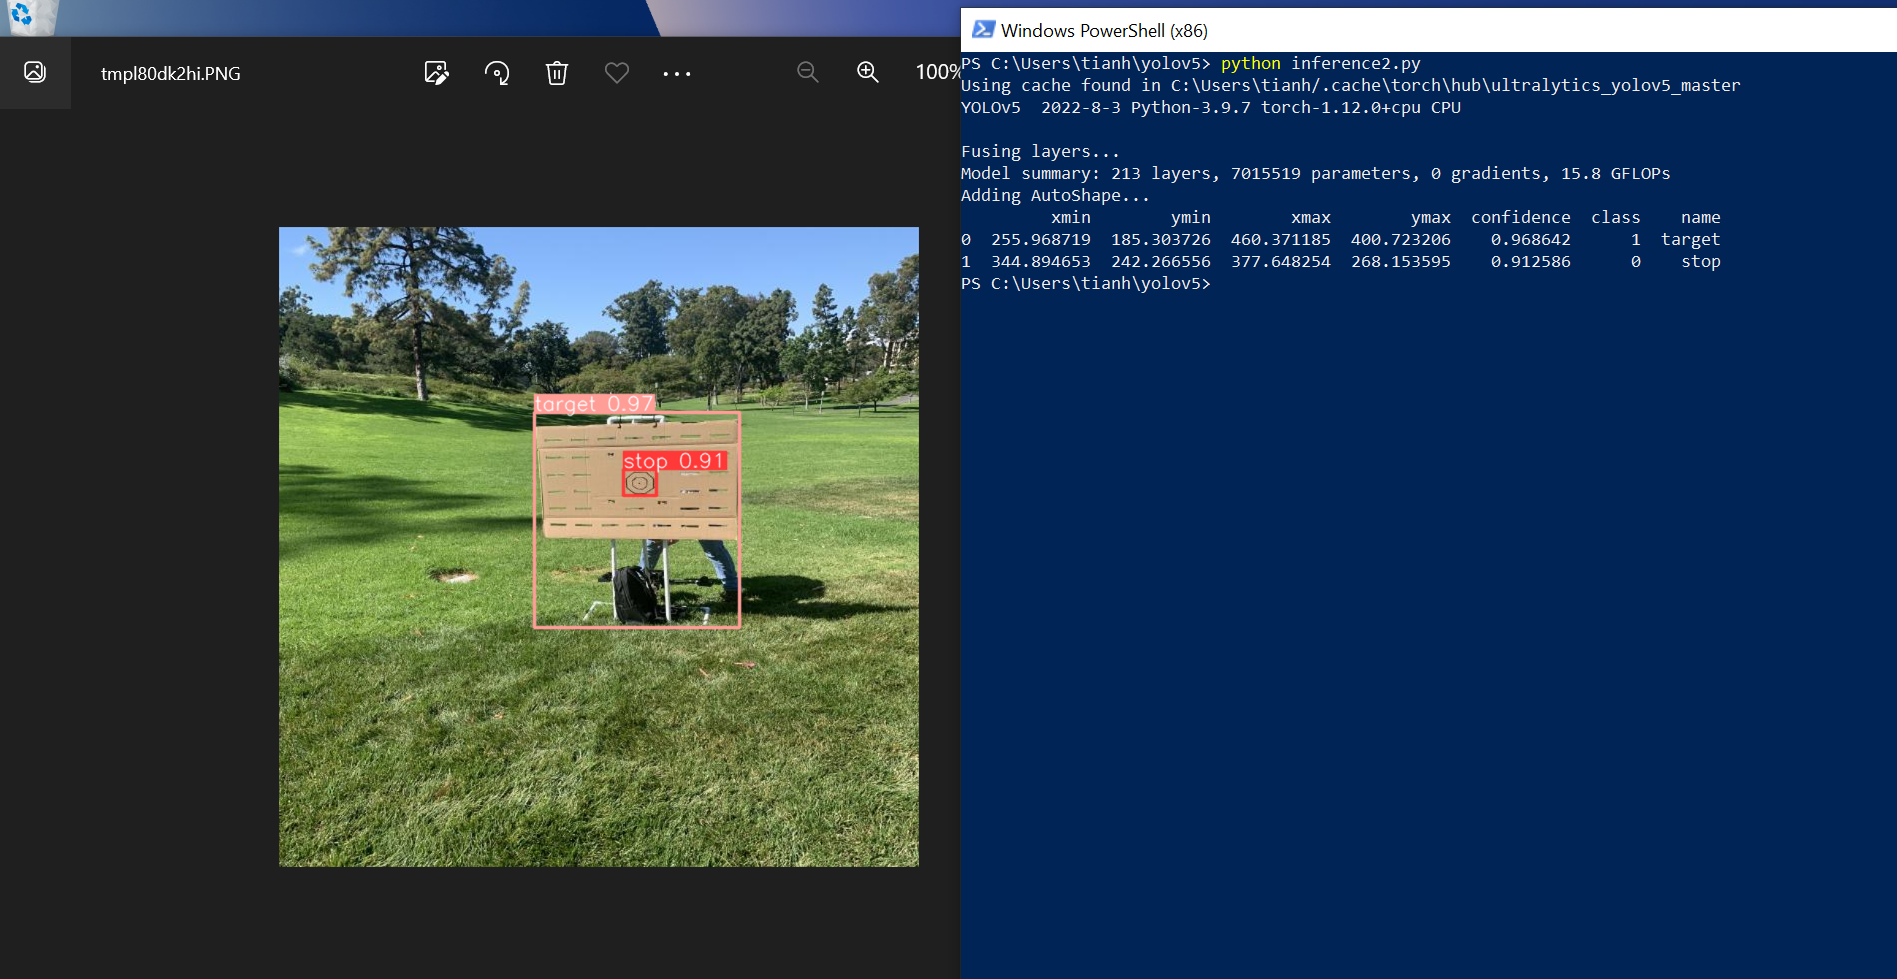 tmpl80dk2hi.PNG
100%
target 0.97
stop 0.91
Windows PowerShell (x86)
PS C:\Users\tianh\yolov5> python inference2.py
Using cache found in C:\Users\tianh/.cache\torch\hub\ultralytics_yolov5_master
YOLOv5  2022-8-3 Python-3.9.7 torch-1.12.0+cpu CPU
Fusing layers...
Model summary: 213 layers, 7015519 parameters, 0 gradients, 15.8 GFLOPs
Adding AutoShape...
xmin ymin xmax ymax confidence class name
0 255.968719 185.303726 460.371185 400.723206 0.968642 1 target
1 344.894653 242.266556 377.648254 268.153595 0.912586 0 stop
PS C:\Users\tianh\yolov5>